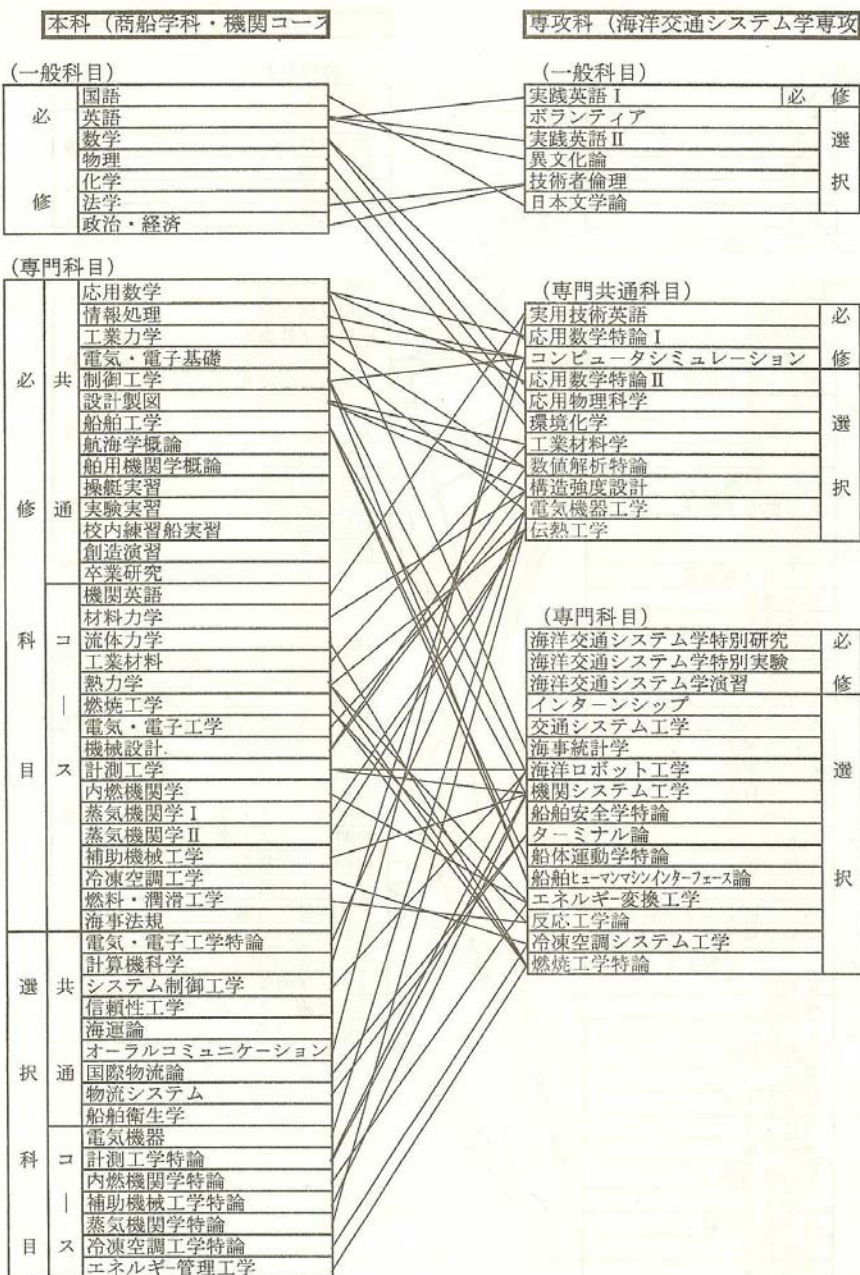 本科（商船学科・機関コース
（一般科目）
必修
国語
英語
数学
物理
化学
法学
政治・経済
（専門科目）
必修科目
共通
応用数学
情報処理
工業力学
電気・電子基礎
制御工学
設計製図
船舶工学
航海学概論
舶用機関学概論
操艇実習
実験実習
校内練習船実習
創造演習
卒業研究
コース
機関英語
材料力学
流体力学
工業材料
熱力学
燃焼工学
電気・電子工学
機械設計
計測工学
内燃機関学
蒸気機関学Ⅰ
蒸気機関学Ⅱ
補助機械工学
冷凍空調工学
燃料・潤滑工学
海事法規
選択科目
共通
電気・電子工学特論
計算機科学
システム制御工学
信頼性工学
海運論
オーラルコミュニケーション
国際物流論
物流システム
船舶衛生学
コース
電気機器
計測工学特論
内燃機関学特論
補助機械工学特論
蒸気機関学特論
冷凍空調工学特論
エネルギー管理工学
専攻科（海洋交通システム学専攻
（一般科目）
実践英語Ⅰ 必修
ボランティア
実践英語Ⅱ
異文化論
技術者倫理
日本文学論
選択
（専門共通科目）
実用技術英語
応用数学特論Ⅰ
コンピュータシミュレーション
必修
応用数学特論Ⅱ
応用物理科学
環境化学
工業材料学
数値解析特論
構造強度設計
電気機器工学
伝熱工学
選択
（専門科目）
海洋交通システム学特別研究
海洋交通システム学特別実験
海洋交通システム学演習
必修
インターンシップ
交通システム工学
海事統計学
海洋ロボット工学
機関システム工学
船舶安全学特論
ターミナル論
船体運動学特論
船舶ヒューマンマシンインターフェース論
エネルギー変換工学
反応工学論
冷凍空調システム工学
燃焼工学特論
選択